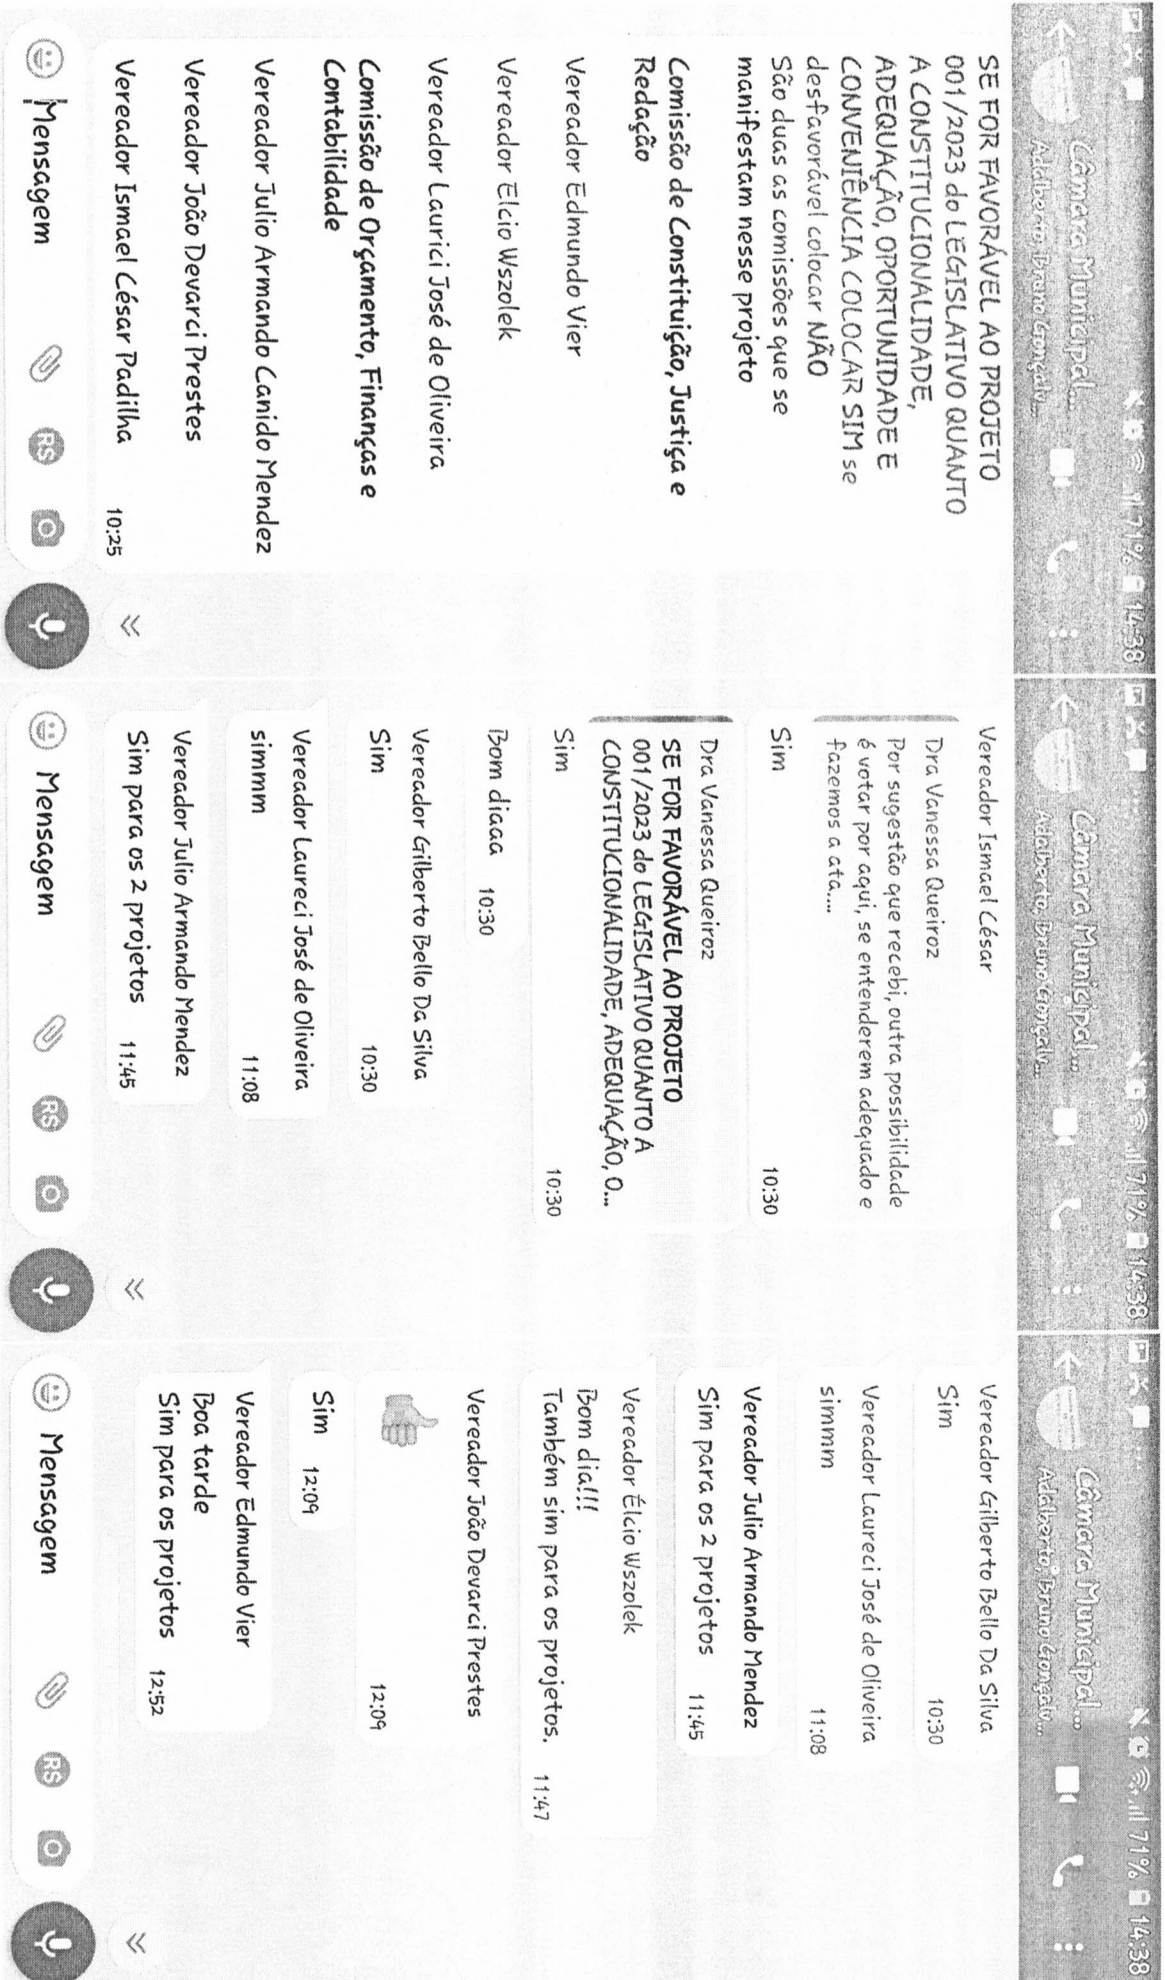 71% 14:38
Câmara Municipal...
Adalberto, Bruno Gonçalv...
SE FOR FAVORÁVEL AO PROJETO
001/2023 do LEGISLATIVO QUANTO
A CONSTITUCIONALIDADE,
ADEQUAÇÃO, OPORTUNIDADE E
CONVENIÊNCIA COLOCAR SIM se
desfavorável colocar NÃO
São duas as comissões que se
manifestam nesse projeto
Comissão de Constituição, Justiça e
Redação
Vereador Edmundo Vier
Vereador Elcio Wszolek
Vereador Laurici José de Oliveira
Comissão de Orçamento, Finanças e
Contabilidade
Vereador Julio Armando Canido Mendez
Vereador João Devarci Prestes
Vereador Ismael César Padilha
10:25
Mensagem
R$
71% 14:38
Câmara Municipal...
Adalberto, Bruno Gonçalv...
Vereador Ismael César
Dra Vanessa Queiroz
Por sugestão que recebi, outra possibilidade
é votar por aqui, se entenderem adequado e
fazemos a ata....
Sim
10:30
Dra Vanessa Queiroz
SE FOR FAVORÁVEL AO PROJETO
001/2023 do LEGISLATIVO QUANTO A
CONSTITUCIONALIDADE, ADEQUAÇÃO, O...
Sim
10:30
Bom diaaa 10:30
Vereador Gilberto Bello Da Silva
Sim
10:30
Vereador Laureci José de Oliveira
simmm
11:08
Vereador Julio Armando Mendez
Sim para os 2 projetos 11:45
Mensagem
R$
71% 14:38
Câmara Municipal...
Adalberto, Bruno Gonçalv...
Vereador Gilberto Bello Da Silva
Sim
10:30
Vereador Laureci José de Oliveira
simmm
11:08
Vereador Julio Armando Mendez
Sim para os 2 projetos 11:45
Vereador Élcio Wszolek
Bom dia!!!
Também sim para os projetos. 11:47
Vereador João Devarci Prestes
12:09
Sim 12:09
Vereador Edmundo Vier
Boa tarde
Sim para os projetos 12:52
Mensagem
R$